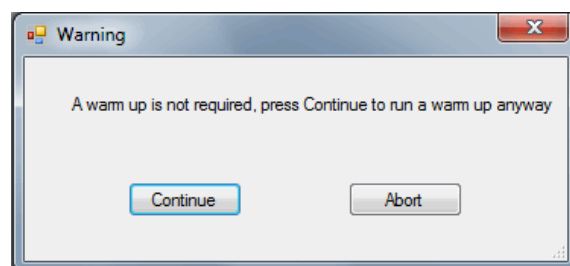 Warning
A warm up is not required, press Continue to run a warm up anyway
Continue Abort